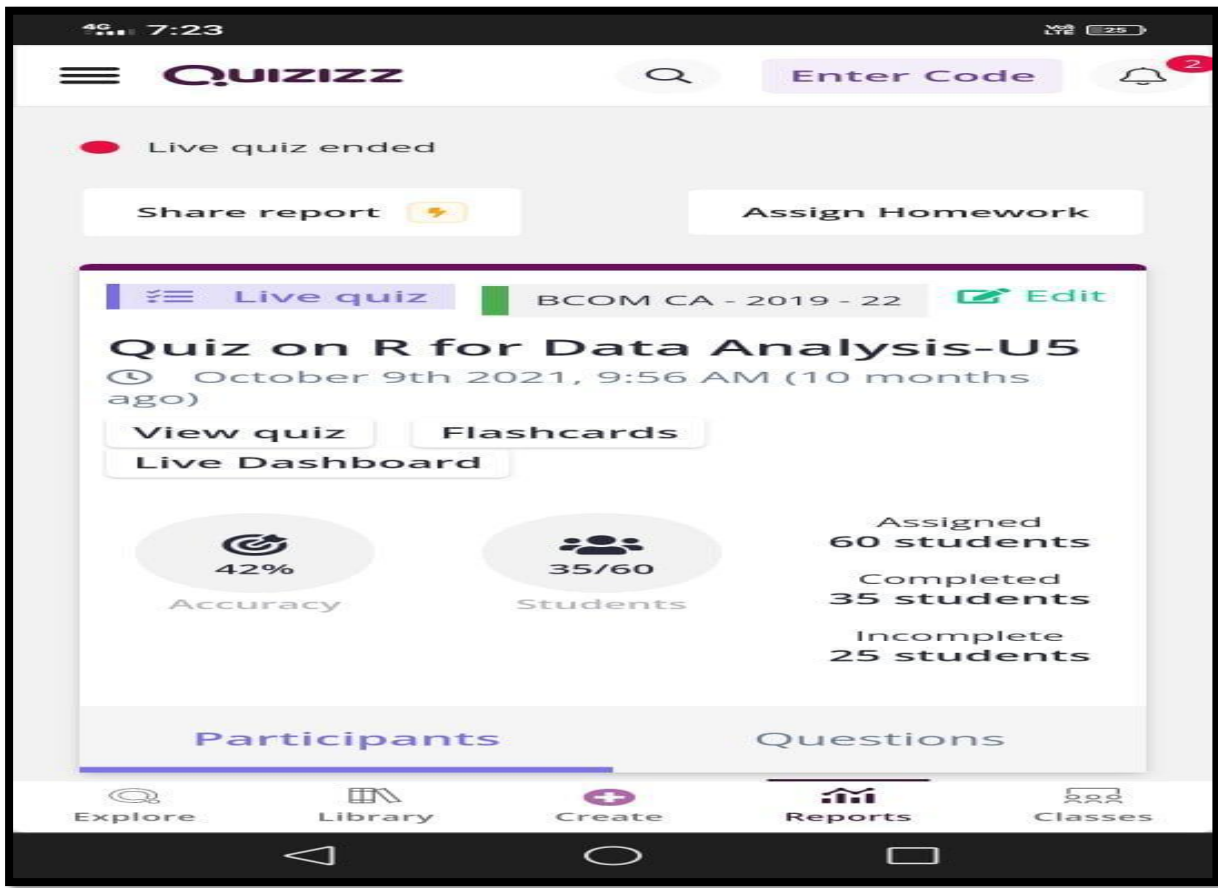 4G 7:23 VoLTE 25
QUIZIZZ Enter Code 2
Live quiz ended
Share report Assign Homework
Live quiz BCOM CA - 2019 - 22 Edit
Quiz on R for Data Analysis-U5
October 9th 2021, 9:56 AM (10 months
ago)
View quiz Flashcards
Live Dashboard
Assigned
60 students
42% 35/60
Completed
Accuracy Students 35 students
Incomplete
25 students
Participants Questions
Explore Library Create Reports Classes